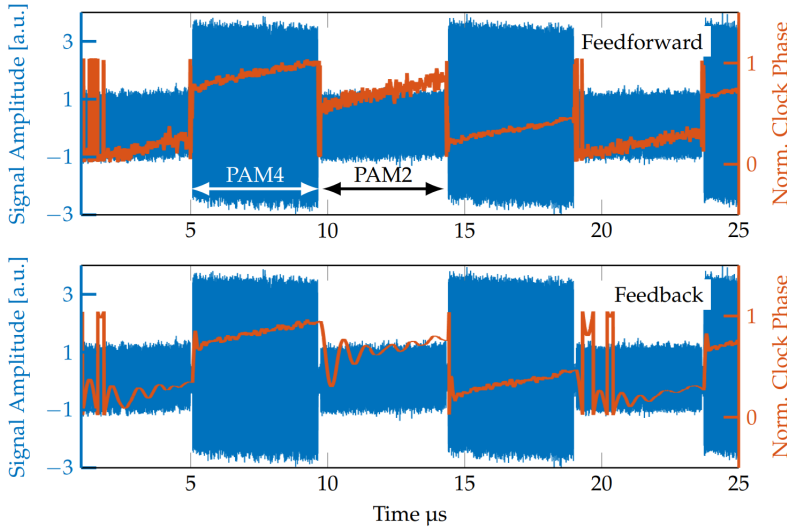 Signal Amplitude [a.u.]
3
1
−1
−3
Feedforward
PAM4
PAM2
1
0
Norm. Clock Phase
5
10
15
20
25
Signal Amplitude [a.u.]
3
1
−1
−3
Feedback
1
0
Norm. Clock Phase
5
10
15
20
25
Time µs